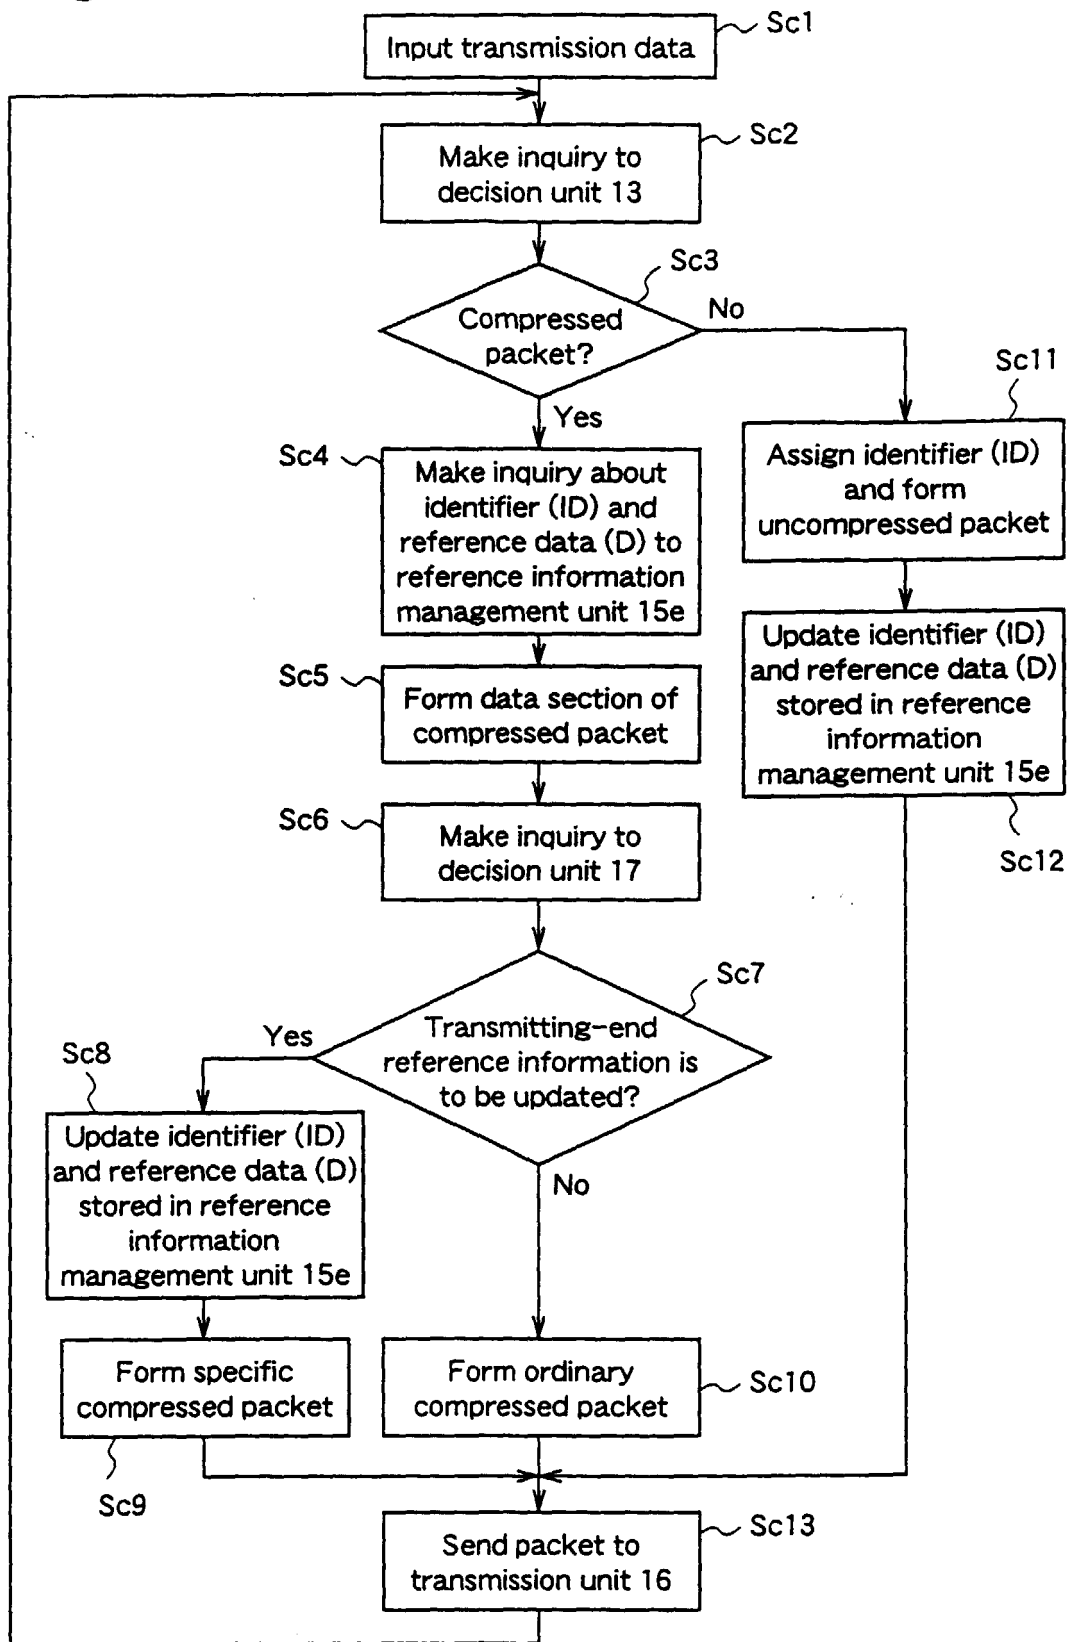 Sc1
Input transmission data
Sc2
Make inquiry to
decision unit 13
Sc3
Compressed
packet?
No
Yes
Sc11
Assign identifier (ID)
and form
uncompressed packet
Sc4
Make inquiry about
identifier (ID) and
reference data (D) to
reference information
management unit 15e
Update identifier (ID)
and reference data (D)
stored in reference
information
management unit 15e
Sc12
Sc5
Form data section of
compressed packet
Sc6
Make inquiry to
decision unit 17
Sc7
Transmitting-end
reference information is
to be updated?
Yes
No
Sc8
Update identifier (ID)
and reference data (D)
stored in reference
information
management unit 15e
Form specific
compressed packet
Sc9
Form ordinary
compressed packet
Sc10
Sc13
Send packet to
transmission unit 16